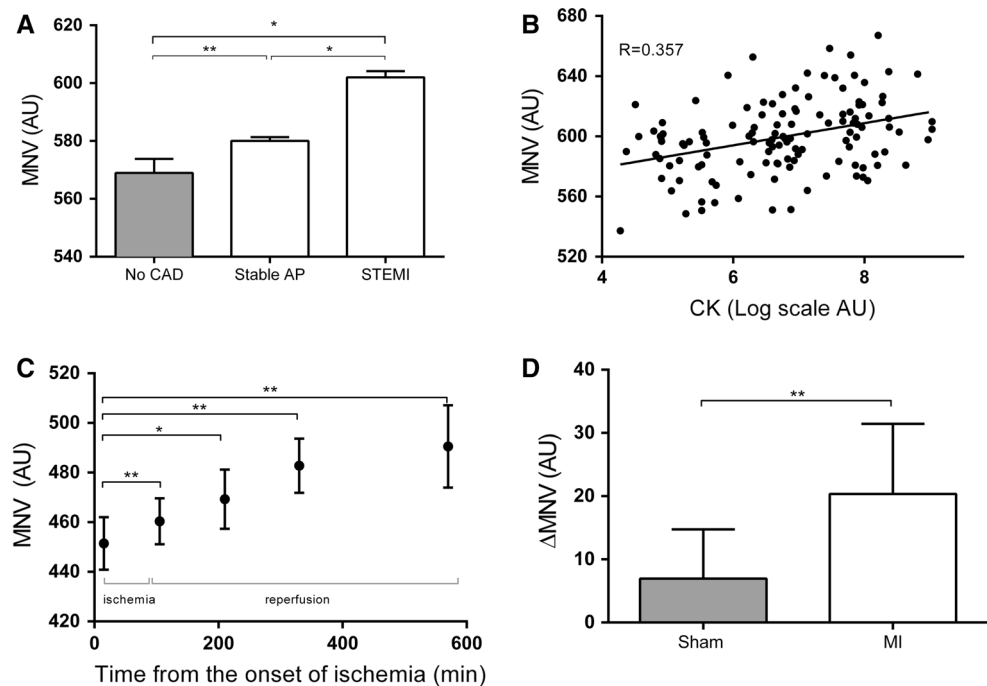 A
620
*
**
*
600
580
560
540
MNV (AU)
No CAD
Stable AP
STEMI
B
680
R=0.357
640
600
560
520
MNV (AU)
4
6
8
CK (Log scale AU)
C
520
**
**
500
*
480
**
460
440
420
MNV (AU)
ischemia
reperfusion
0
200
400
600
Time from the onset of ischemia (min)
D
40
**
30
20
10
0
ΔMNV (AU)
Sham
MI